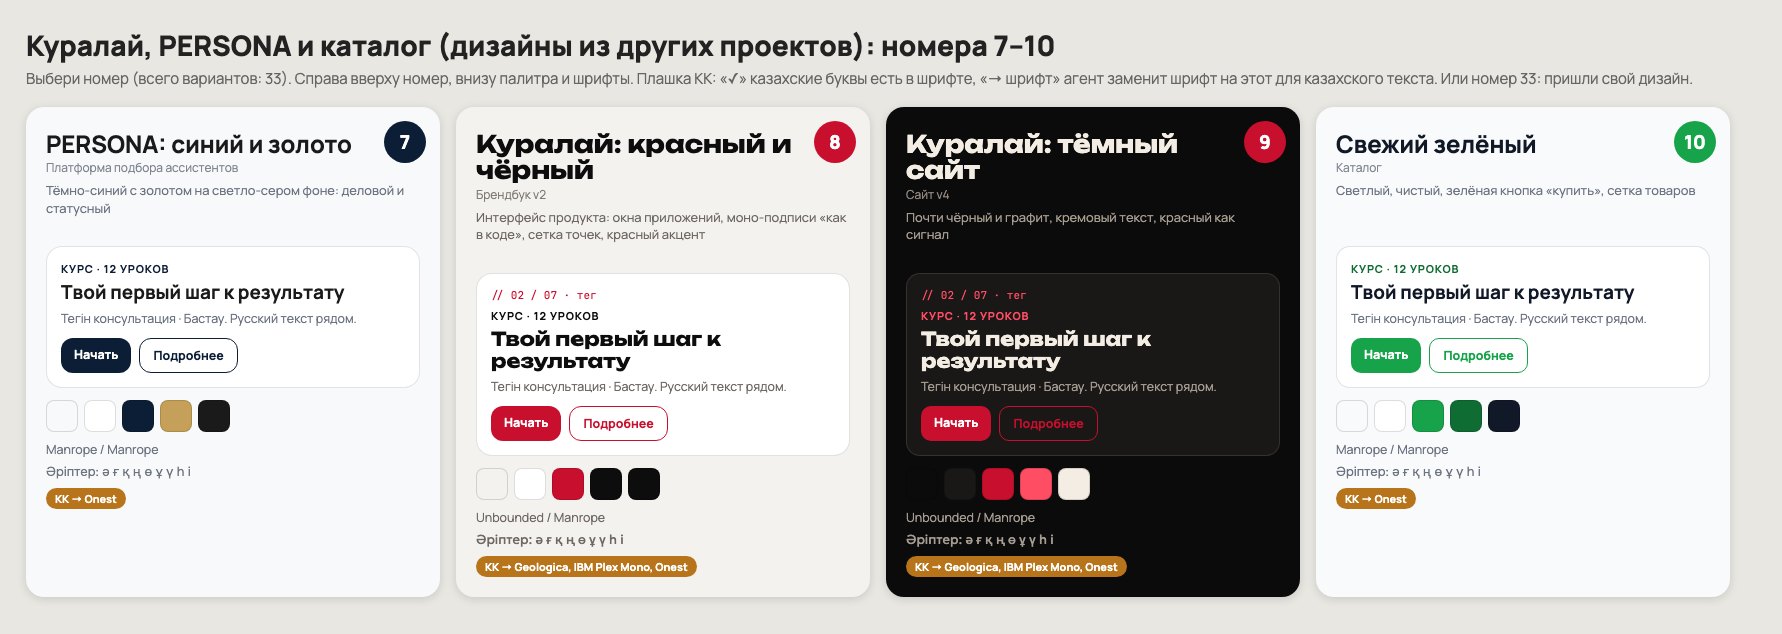 Куралай, PERSONA и каталог (дизайны из других проектов): номера 7–10
Выбери номер (всего вариантов: 33). Справа вверху номер, внизу палитра и шрифты. Плашка KK: «✓» казахские буквы есть в шрифте, «→ шрифт» агент заменит шрифт на этот для казахского текста. Или номер 33: пришли свой дизайн.
PERSONA: синий и золото
7
Платформа подбора ассистентов
Тёмно-синий с золотом на светло-сером фоне: деловой и
статусный
КУРС · 12 УРОКОВ
Твой первый шаг к результату
Тегін консультация · Бастау. Русский текст рядом.
Начать
Подробнее
Manrope / Manrope
Әріптер: ә ғ қ ң ө ұ ү һ і
KK → Onest
Куралай: красный и
чёрный
8
Брендбук v2
Интерфейс продукта: окна приложений, моно-подписи «как
в коде», сетка точек, красный акцент
// 02 / 07 · тег
КУРС · 12 УРОКОВ
Твой первый шаг к
результату
Тегін консультация · Бастау. Русский текст рядом.
Начать
Подробнее
Unbounded / Manrope
Әріптер: ә ғ қ ң ө ұ ү һ і
KK → Geologica, IBM Plex Mono, Onest
Куралай: тёмный
сайт
9
Сайт v4
Почти чёрный и графит, кремовый текст, красный как
сигнал
// 02 / 07 · тег
КУРС · 12 УРОКОВ
Твой первый шаг к
результату
Тегін консультация · Бастау. Русский текст рядом.
Начать
Подробнее
Unbounded / Manrope
Әріптер: ә ғ қ ң ө ұ ү һ і
KK → Geologica, IBM Plex Mono, Onest
Свежий зелёный
10
Каталог
Светлый, чистый, зелёная кнопка «купить», сетка товаров
КУРС · 12 УРОКОВ
Твой первый шаг к результату
Тегін консультация · Бастау. Русский текст рядом.
Начать
Подробнее
Manrope / Manrope
Әріптер: ә ғ қ ң ө ұ ү һ і
KK → Onest